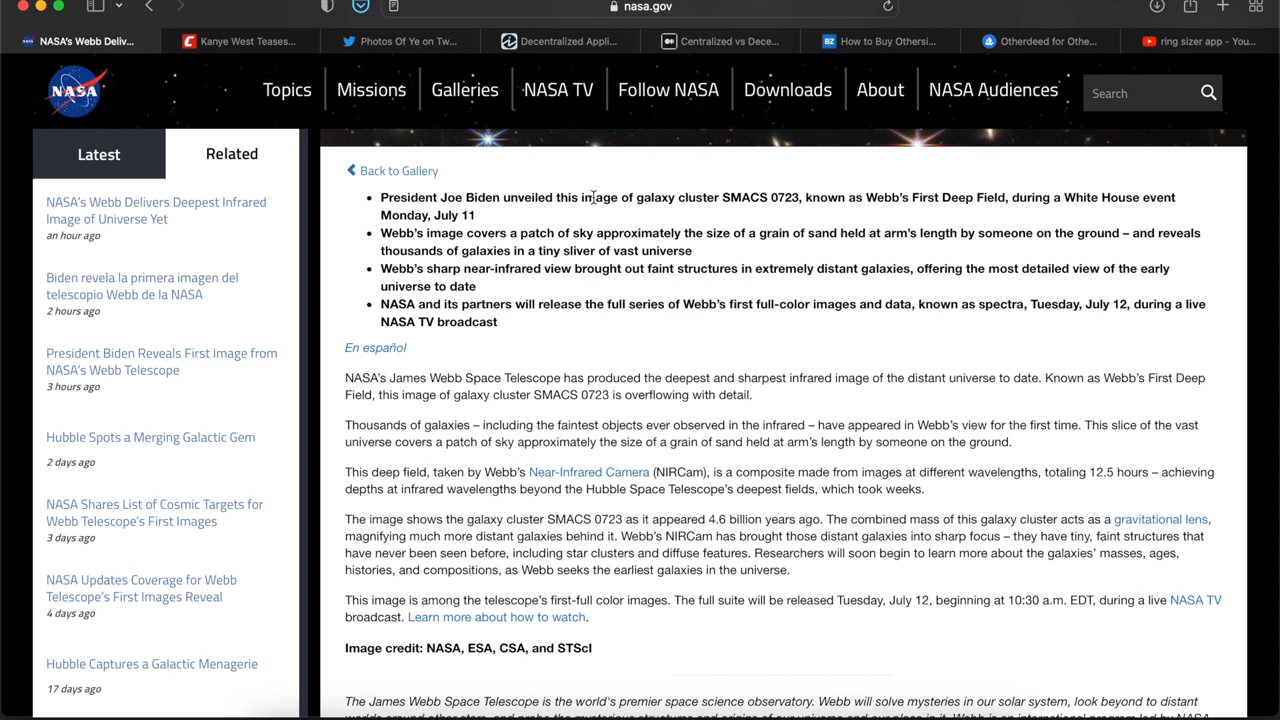 nasa.gov
NASA's Webb Deliv...
Kanye West Teases...
Photos Of Ye on Tw...
Decentralized Appli...
Centralized vs Dece...
How to Buy Othersi...
Otherdeed for Othe...
ring sizer app - You...
NASA
Topics
Missions
Galleries
NASA TV
Follow NASA
Downloads
About
NASA Audiences
Search
Latest
Related
NASA's Webb Delivers Deepest Infrared
Image of Universe Yet
an hour ago
Biden revela la primera imagen del
telescopio Webb de la NASA
2 hours ago
President Biden Reveals First Image from
NASA's Webb Telescope
3 hours ago
Hubble Spots a Merging Galactic Gem
2 days ago
NASA Shares List of Cosmic Targets for
Webb Telescope's First Images
3 days ago
NASA Updates Coverage for Webb
Telescope's First Images Reveal
4 days ago
Hubble Captures a Galactic Menagerie
17 days ago
Back to Gallery
• President Joe Biden unveiled this image of galaxy cluster SMACS 0723, known as Webb's First Deep Field, during a White House event
Monday, July 11
• Webb's image covers a patch of sky approximately the size of a grain of sand held at arm's length by someone on the ground – and reveals
thousands of galaxies in a tiny sliver of vast universe
• Webb's sharp near-infrared view brought out faint structures in extremely distant galaxies, offering the most detailed view of the early
universe to date
• NASA and its partners will release the full series of Webb's first full-color images and data, known as spectra, Tuesday, July 12, during a live
NASA TV broadcast
En español
NASA's James Webb Space Telescope has produced the deepest and sharpest infrared image of the distant universe to date. Known as Webb's First Deep
Field, this image of galaxy cluster SMACS 0723 is overflowing with detail.
Thousands of galaxies – including the faintest objects ever observed in the infrared – have appeared in Webb's view for the first time. This slice of the vast
universe covers a patch of sky approximately the size of a grain of sand held at arm's length by someone on the ground.
This deep field, taken by Webb's Near-Infrared Camera (NIRCam), is a composite made from images at different wavelengths, totaling 12.5 hours – achieving
depths at infrared wavelengths beyond the Hubble Space Telescope's deepest fields, which took weeks.
The image shows the galaxy cluster SMACS 0723 as it appeared 4.6 billion years ago. The combined mass of this galaxy cluster acts as a gravitational lens,
magnifying much more distant galaxies behind it. Webb's NIRCam has brought those distant galaxies into sharp focus – they have tiny, faint structures that
have never been seen before, including star clusters and diffuse features. Researchers will soon begin to learn more about the galaxies' masses, ages,
histories, and compositions, as Webb seeks the earliest galaxies in the universe.
This image is among the telescope's first-full color images. The full suite will be released Tuesday, July 12, beginning at 10:30 a.m. EDT, during a live NASA TV
broadcast. Learn more about how to watch.
Image credit: NASA, ESA, CSA, and STScI
The James Webb Space Telescope is the world's premier space science observatory. Webb will solve mysteries in our solar system, look beyond to distant